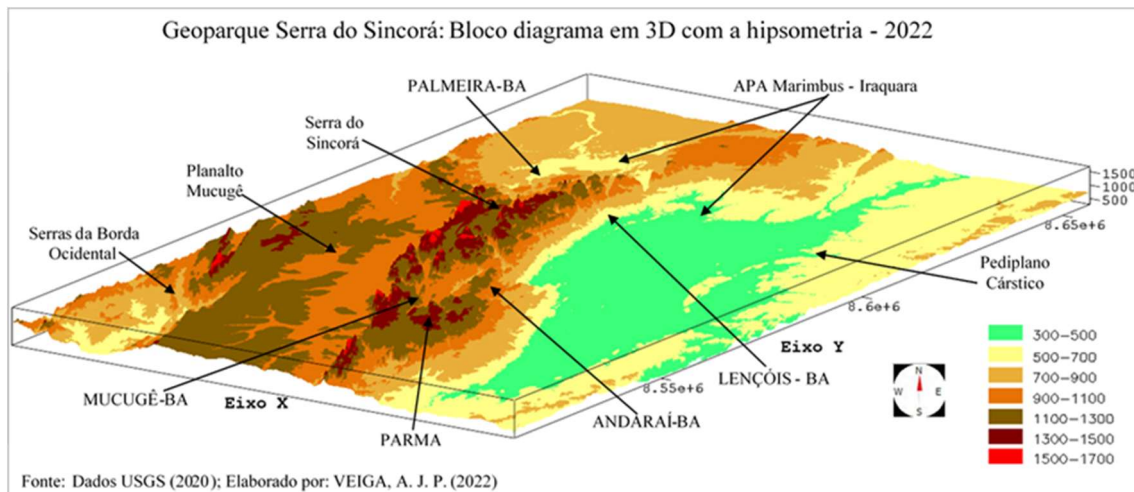 Geoparque Serra do Sincorá: Bloco diagrama em 3D com a hipsometria - 2022
PALMEIRA-BA
APA Marimbus - Iraquara
Serra do
Sincorá
Planalto
Mucugê
Serras da Borda
Ocidental
1500
1000
500
8.65e+6
Pediplano
Cárstico
8.6e+6
Eixo Y
8.55e+6
LENÇÓIS - BA
MUCUGÊ-BA
Eixo X
ANDARAÍ-BA
PARMA
N
W E
S
300-500
500-700
700-900
900-1100
1100-1300
1300-1500
1500-1700
Fonte: Dados USGS (2020); Elaborado por: VEIGA, A. J. P. (2022)